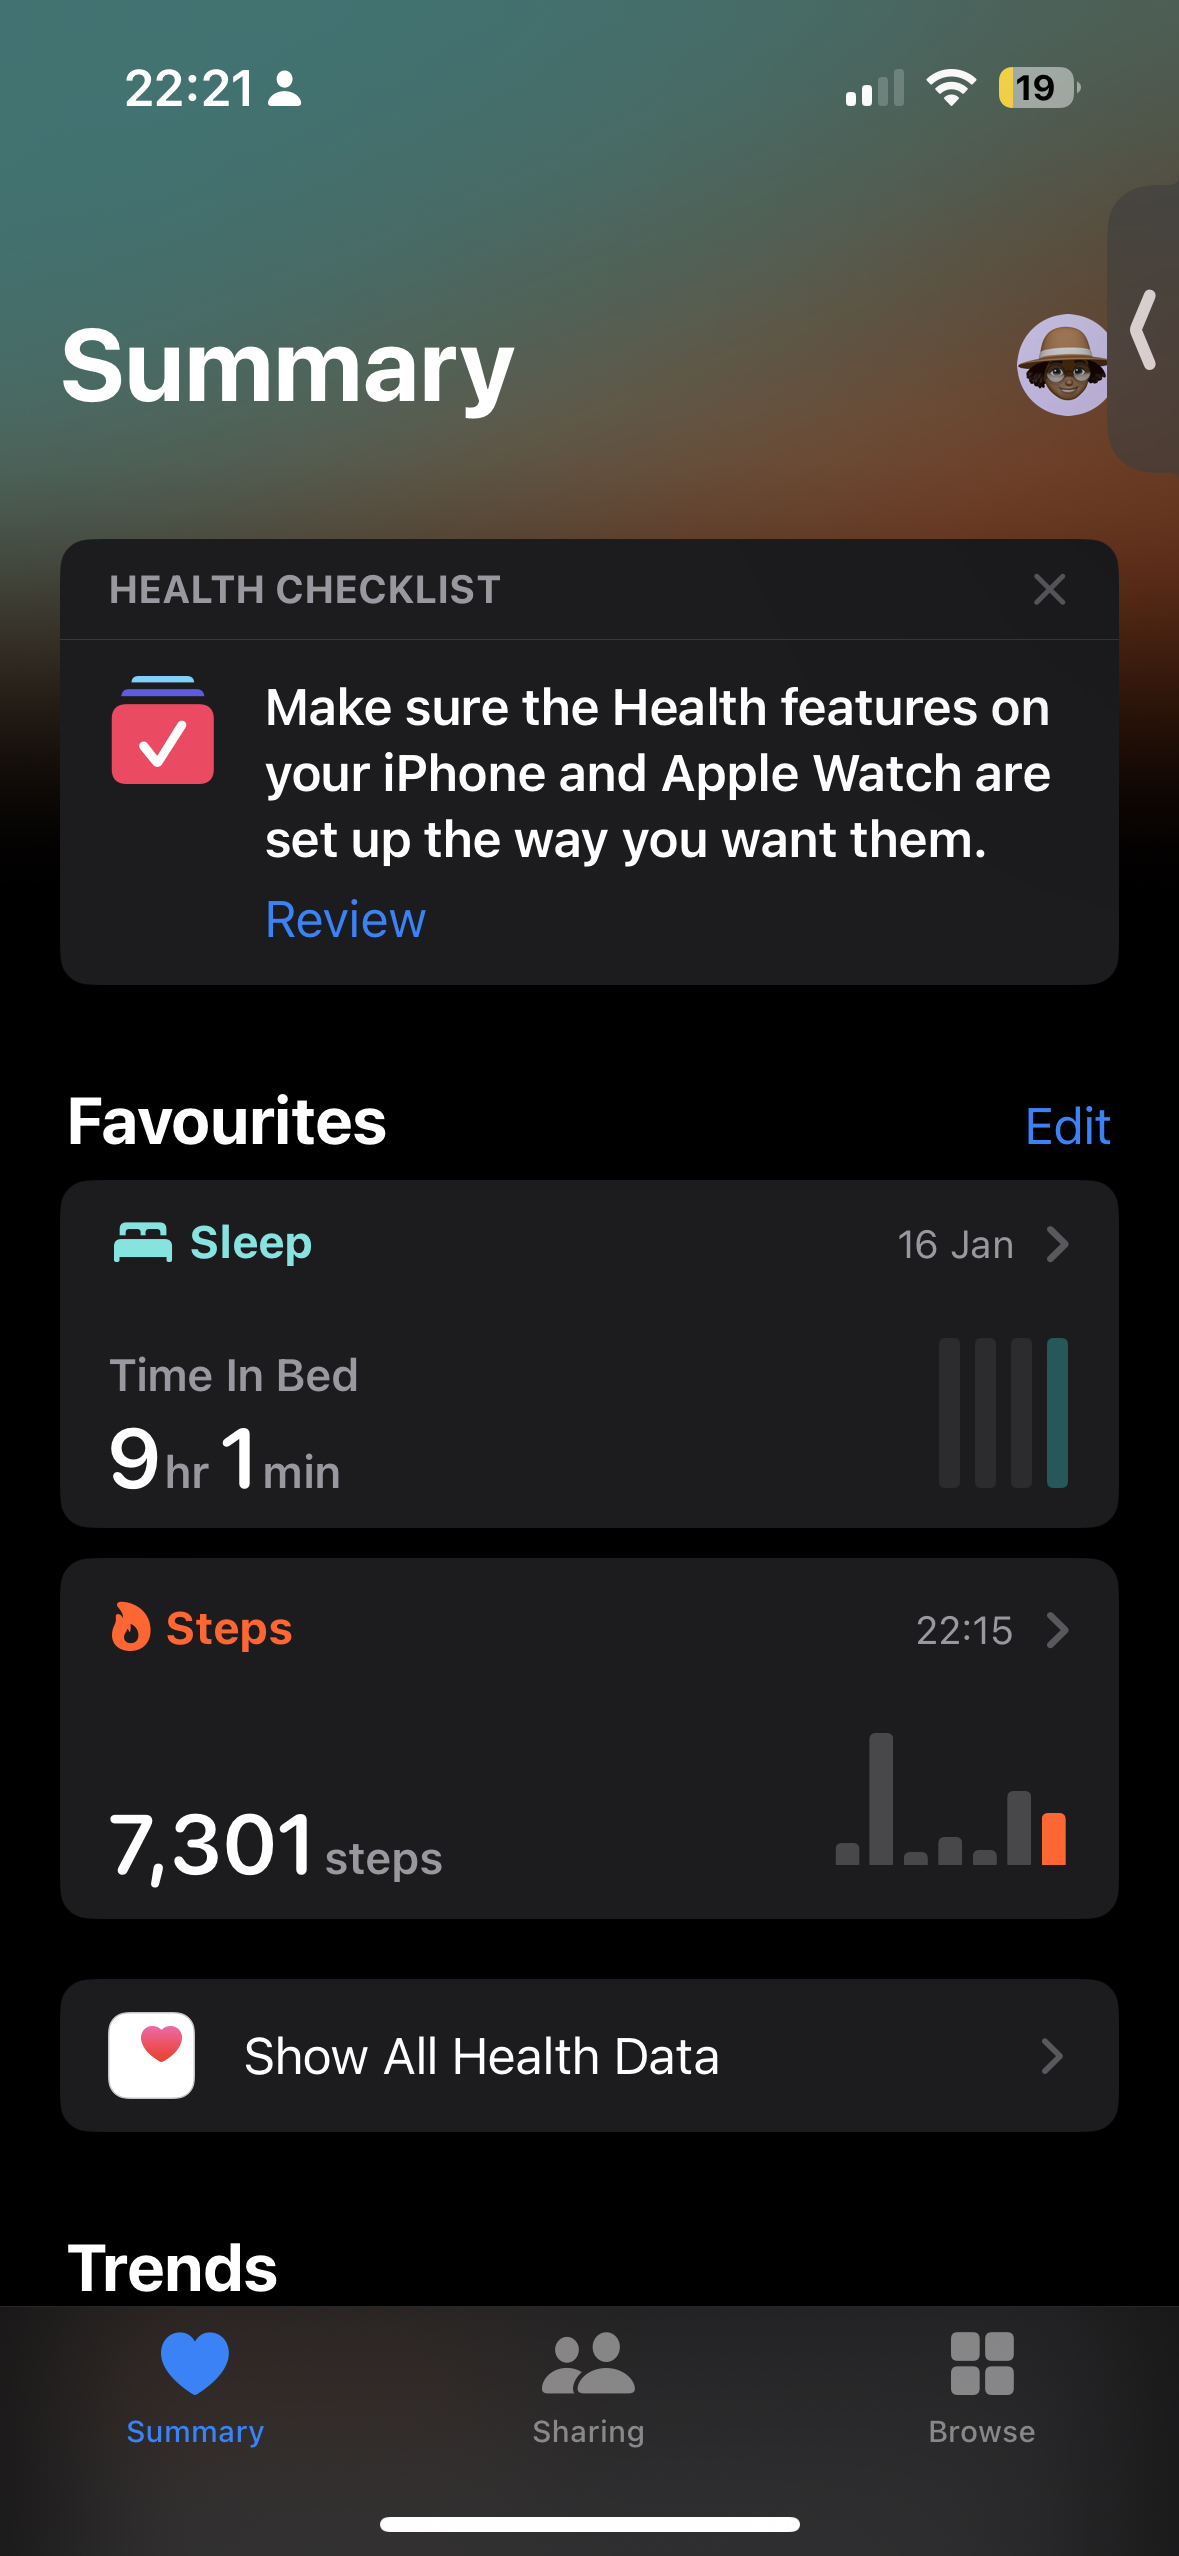 22:21
19
Summary
HEALTH CHECKLIST
Make sure the Health features on
your iPhone and Apple Watch are
set up the way you want them.
Review
Favourites
Edit
Sleep
16 Jan
Time In Bed
9 hr 1 min
Steps
22:15
7,301 steps
Show All Health Data
Trends
Summary
Sharing
Browse